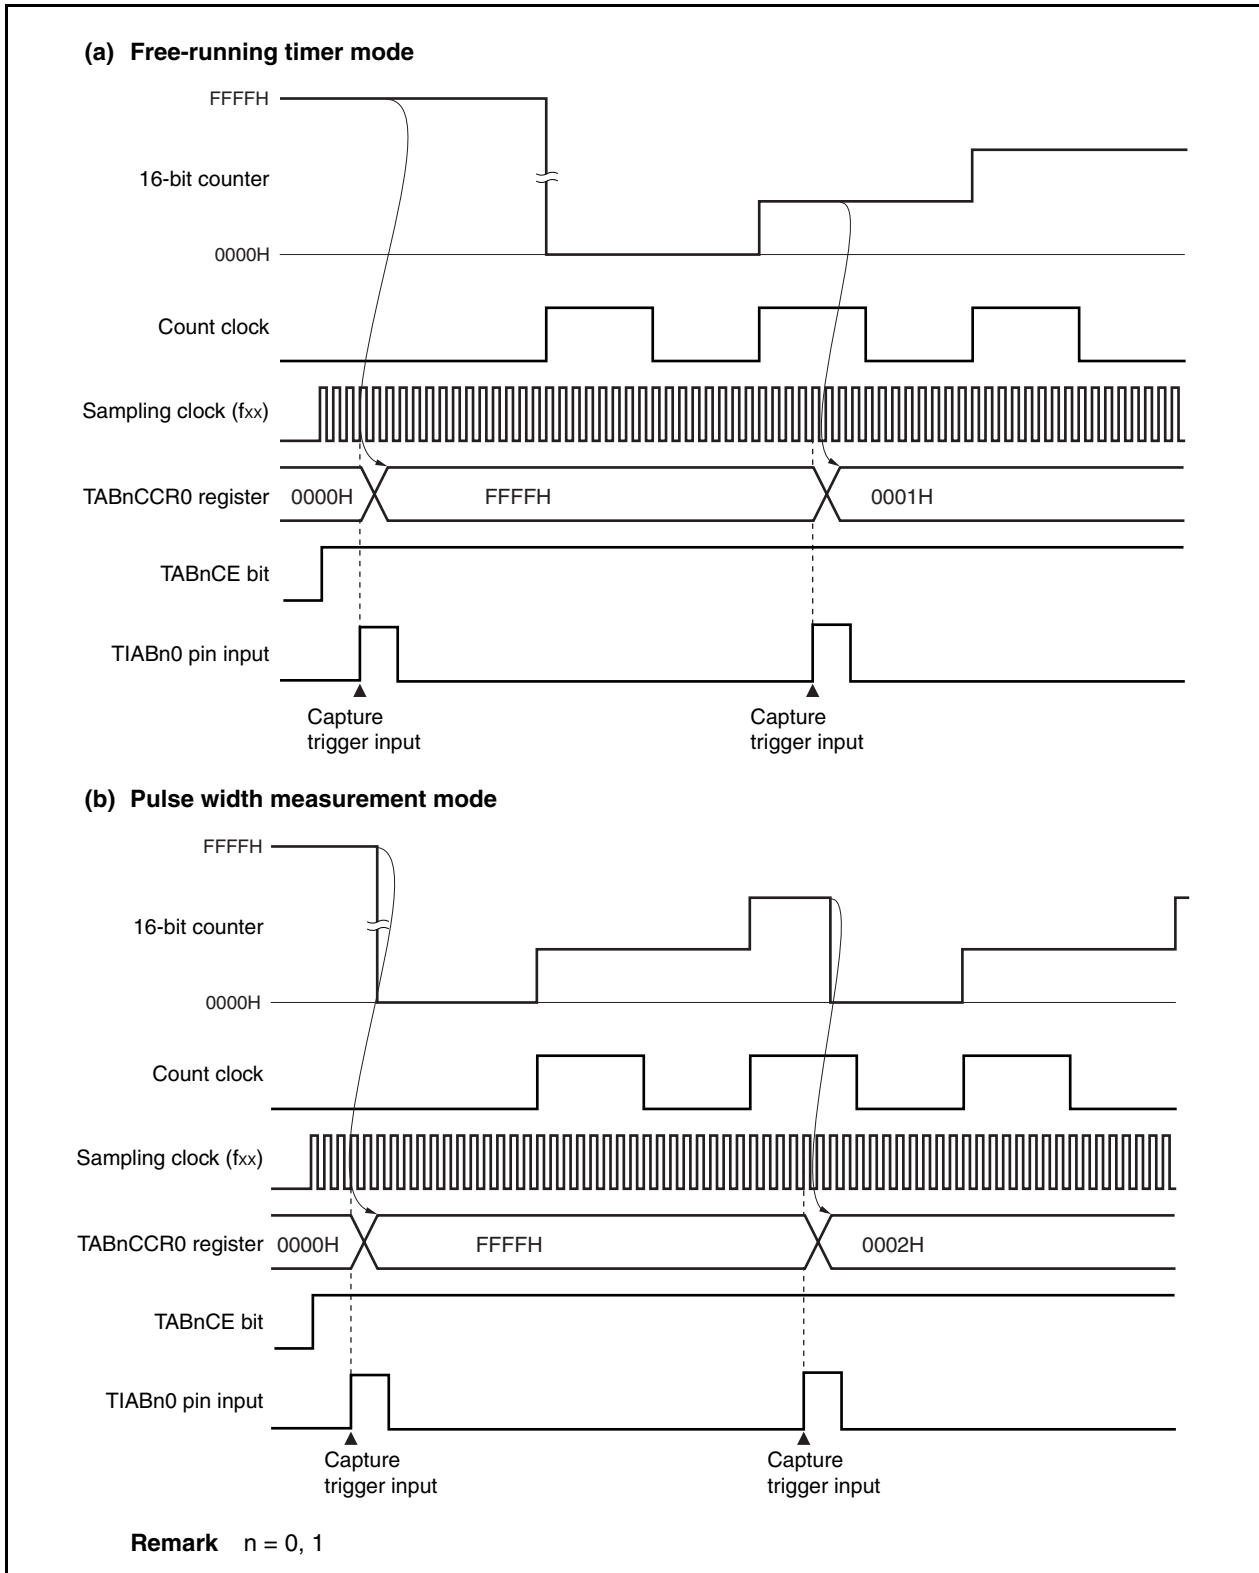 (a) Free-running timer mode
FFFFH
16-bit counter
0000H
Count clock
Sampling clock (fxx)
TABnCCR0 register
0000H
FFFFH
0001H
TABnCE bit
TIABn0 pin input
Capture
trigger input
Capture
trigger input
(b) Pulse width measurement mode
FFFFH
16-bit counter
0000H
Count clock
Sampling clock (fxx)
TABnCCR0 register
0000H
FFFFH
0002H
TABnCE bit
TIABn0 pin input
Capture
trigger input
Capture
trigger input
Remark n = 0, 1